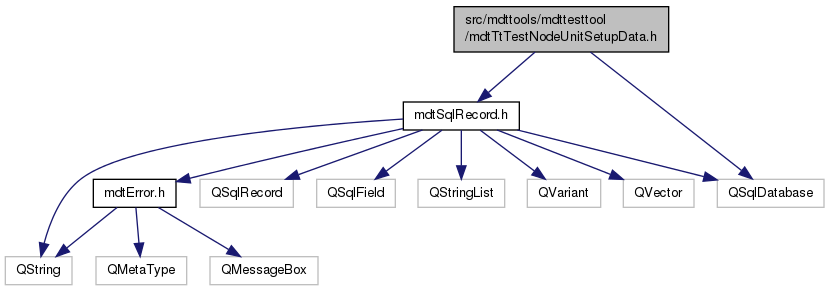 src/mdttools/mdttesttool
/mdtTtTestNodeUnitSetupData.h
mdtSqlRecord.h
mdtError.h
QSqlRecord
QSqlField
QStringList
QVariant
QVector
QSqlDatabase
QString
QMetaType
QMessageBox